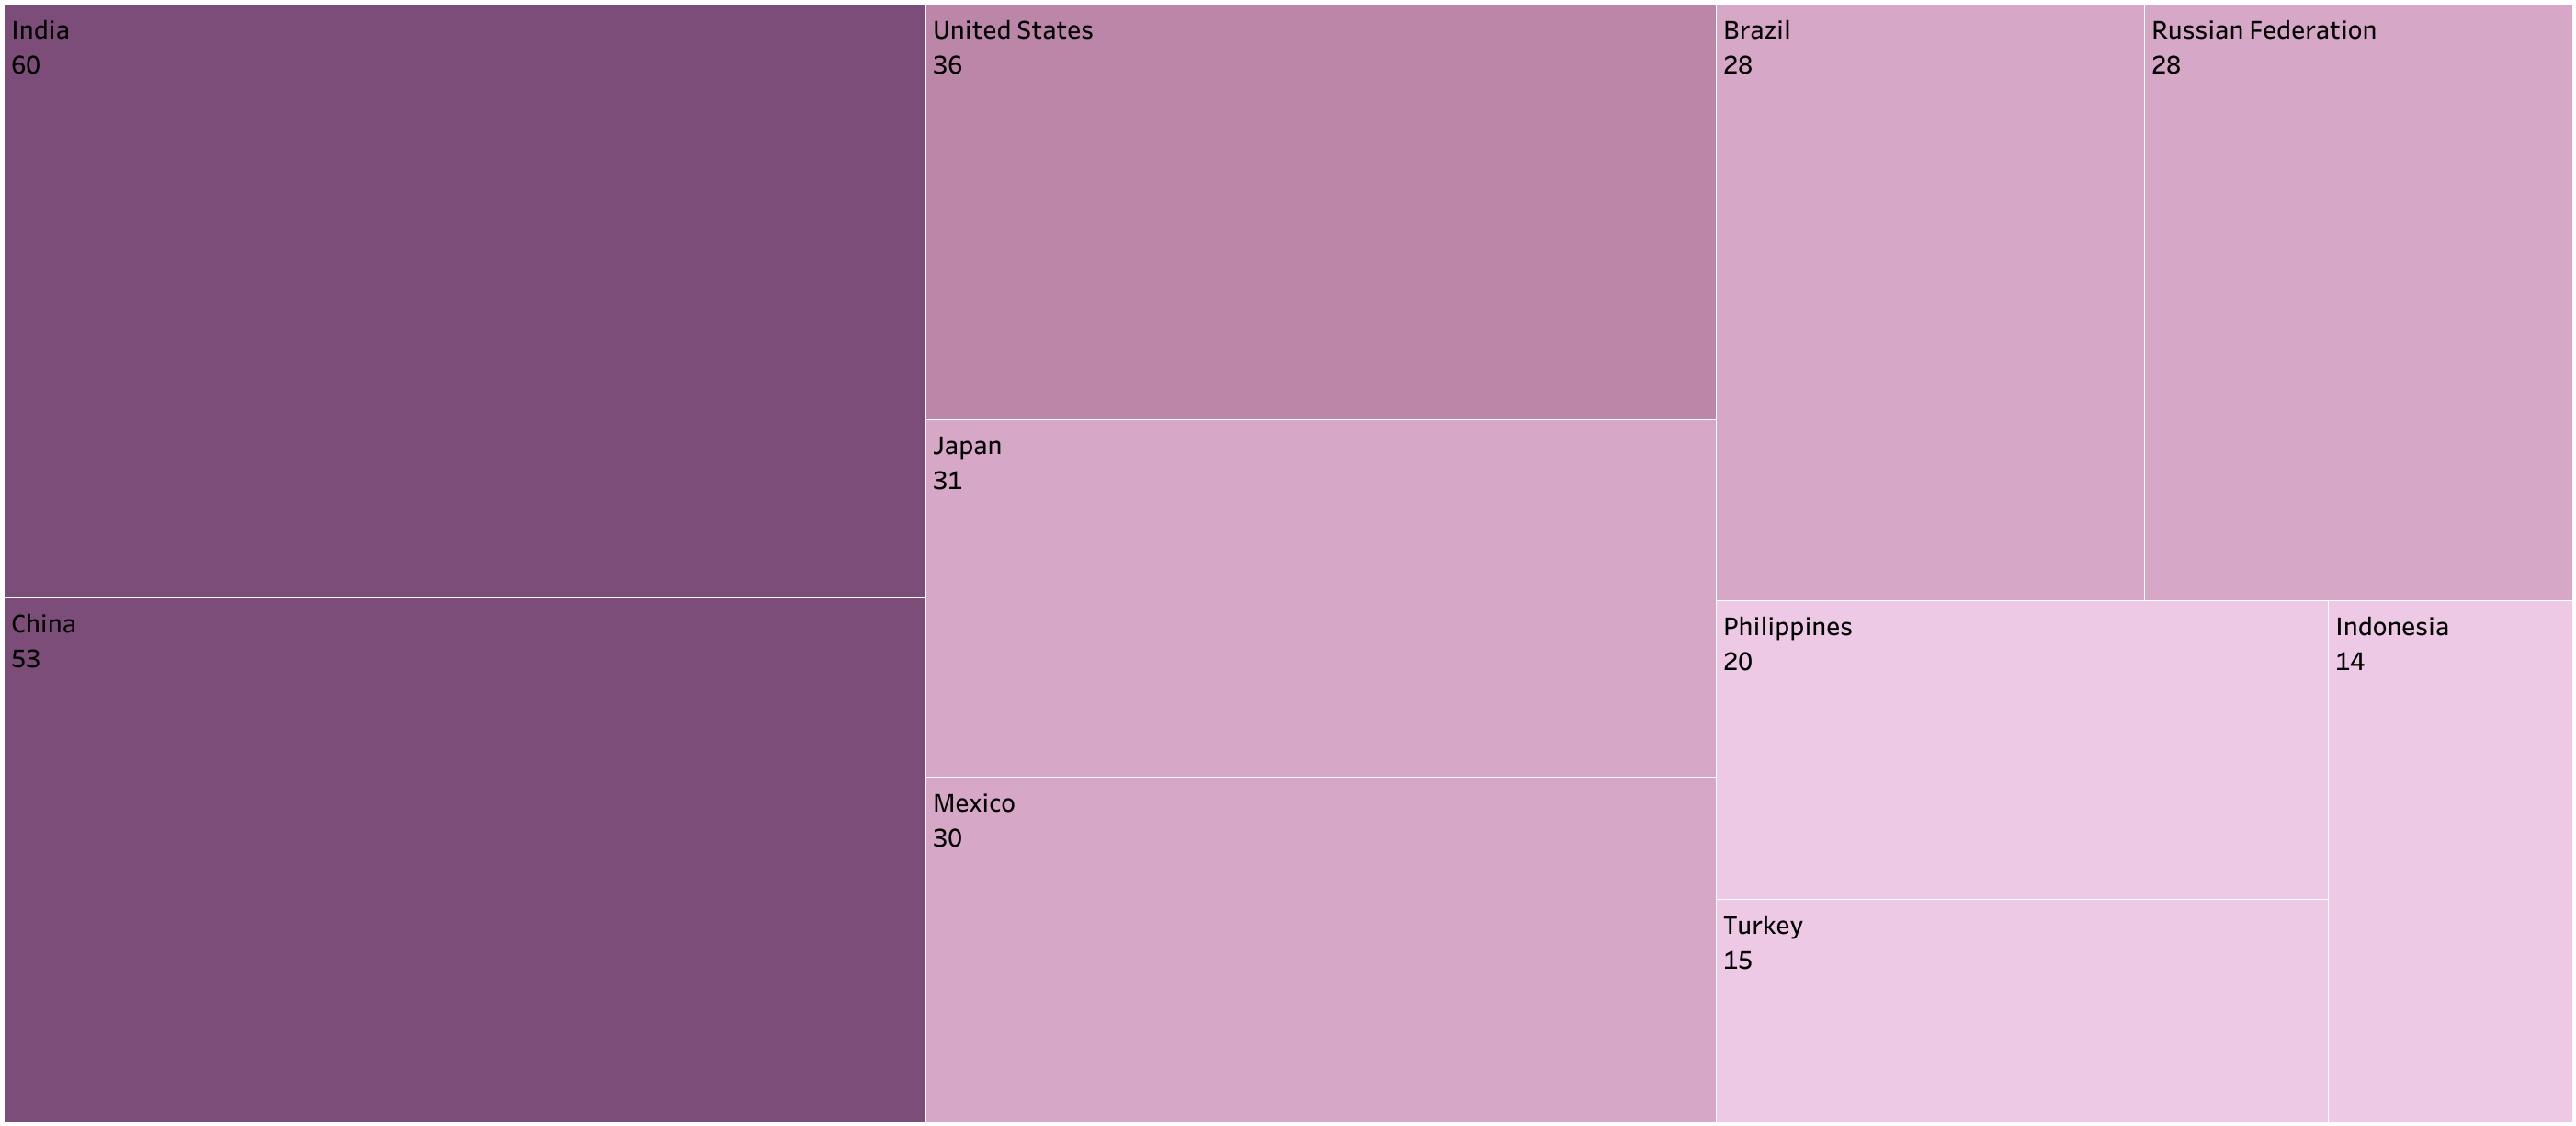 India
60
China
53
United States
36
Japan
31
Mexico
30
Brazil
28
Russian Federation
28
Philippines
20
Turkey
15
Indonesia
14